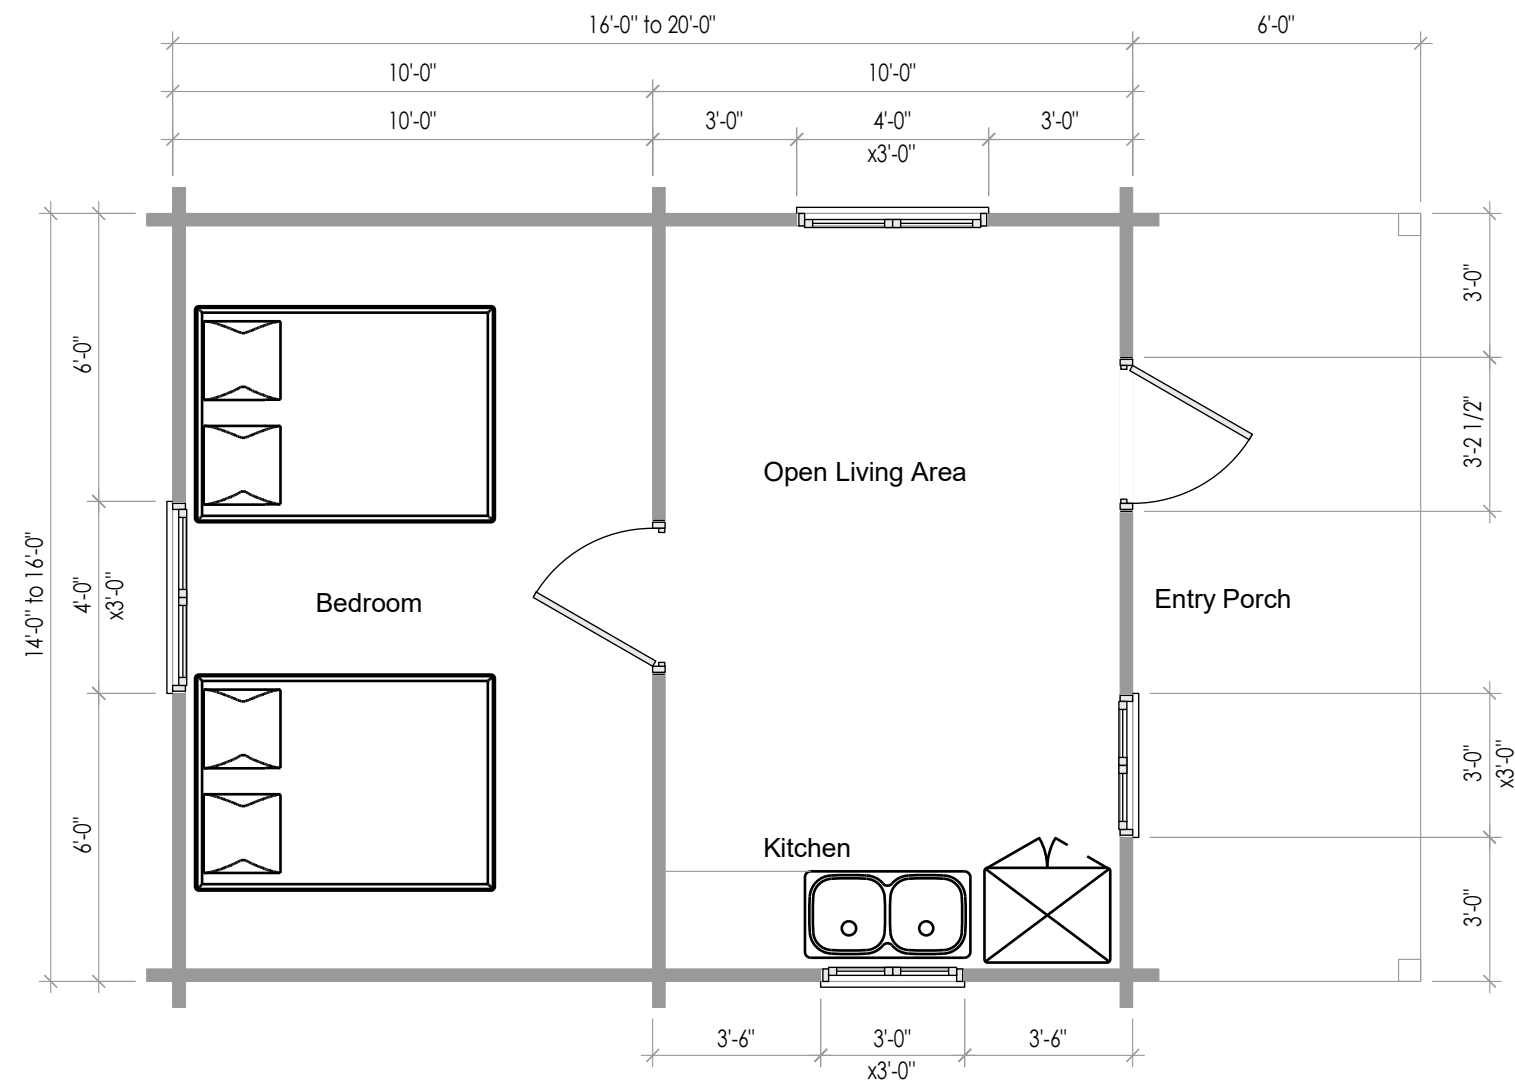 16'-0" to 20'-0"
6'-0"
10'-0"
10'-0"
10'-0"
3'-0"
4'-0"
x3'-0"
3'-0"
6'-0"
4'-0"
x3'-0"
6'-0"
14'-0" to 16'-0"
Open Living Area
Bedroom
Entry Porch
Kitchen
3'-0"
3'-2 1/2"
3'-0"
x3'-0"
3'-0"
3'-6"
3'-0"
x3'-0"
3'-6"